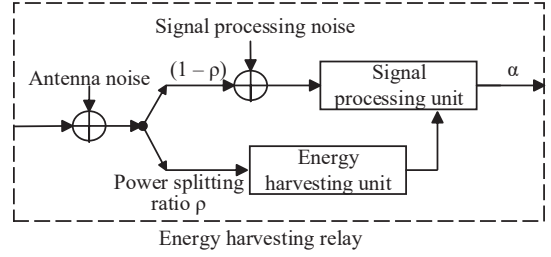 Signal processing noise
Antenna noise
(1 – ρ)
Signal
processing unit
α
Energy
harvesting unit
Power splitting
ratio ρ
Energy harvesting relay